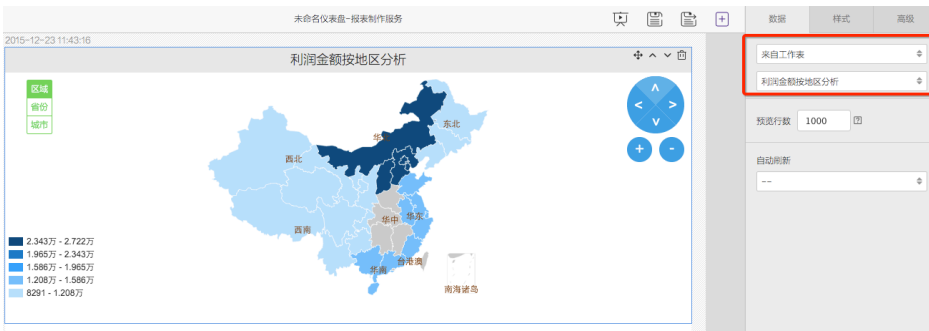 未命名仪表盘-报表制作服务
数据 样式 高级
2015-12-23 11:43:16
利润金额按地区分析
来自工作表
利润金额按地区分析
区域
省份
城市
预览行数 1000 ?
自动刷新
--
东北
西北
华中 华东
西南
台港澳
华南
南海诸岛
2.343万 - 2.722万
1.965万 - 2.343万
1.586万 - 1.965万
1.208万 - 1.586万
8291 - 1.208万